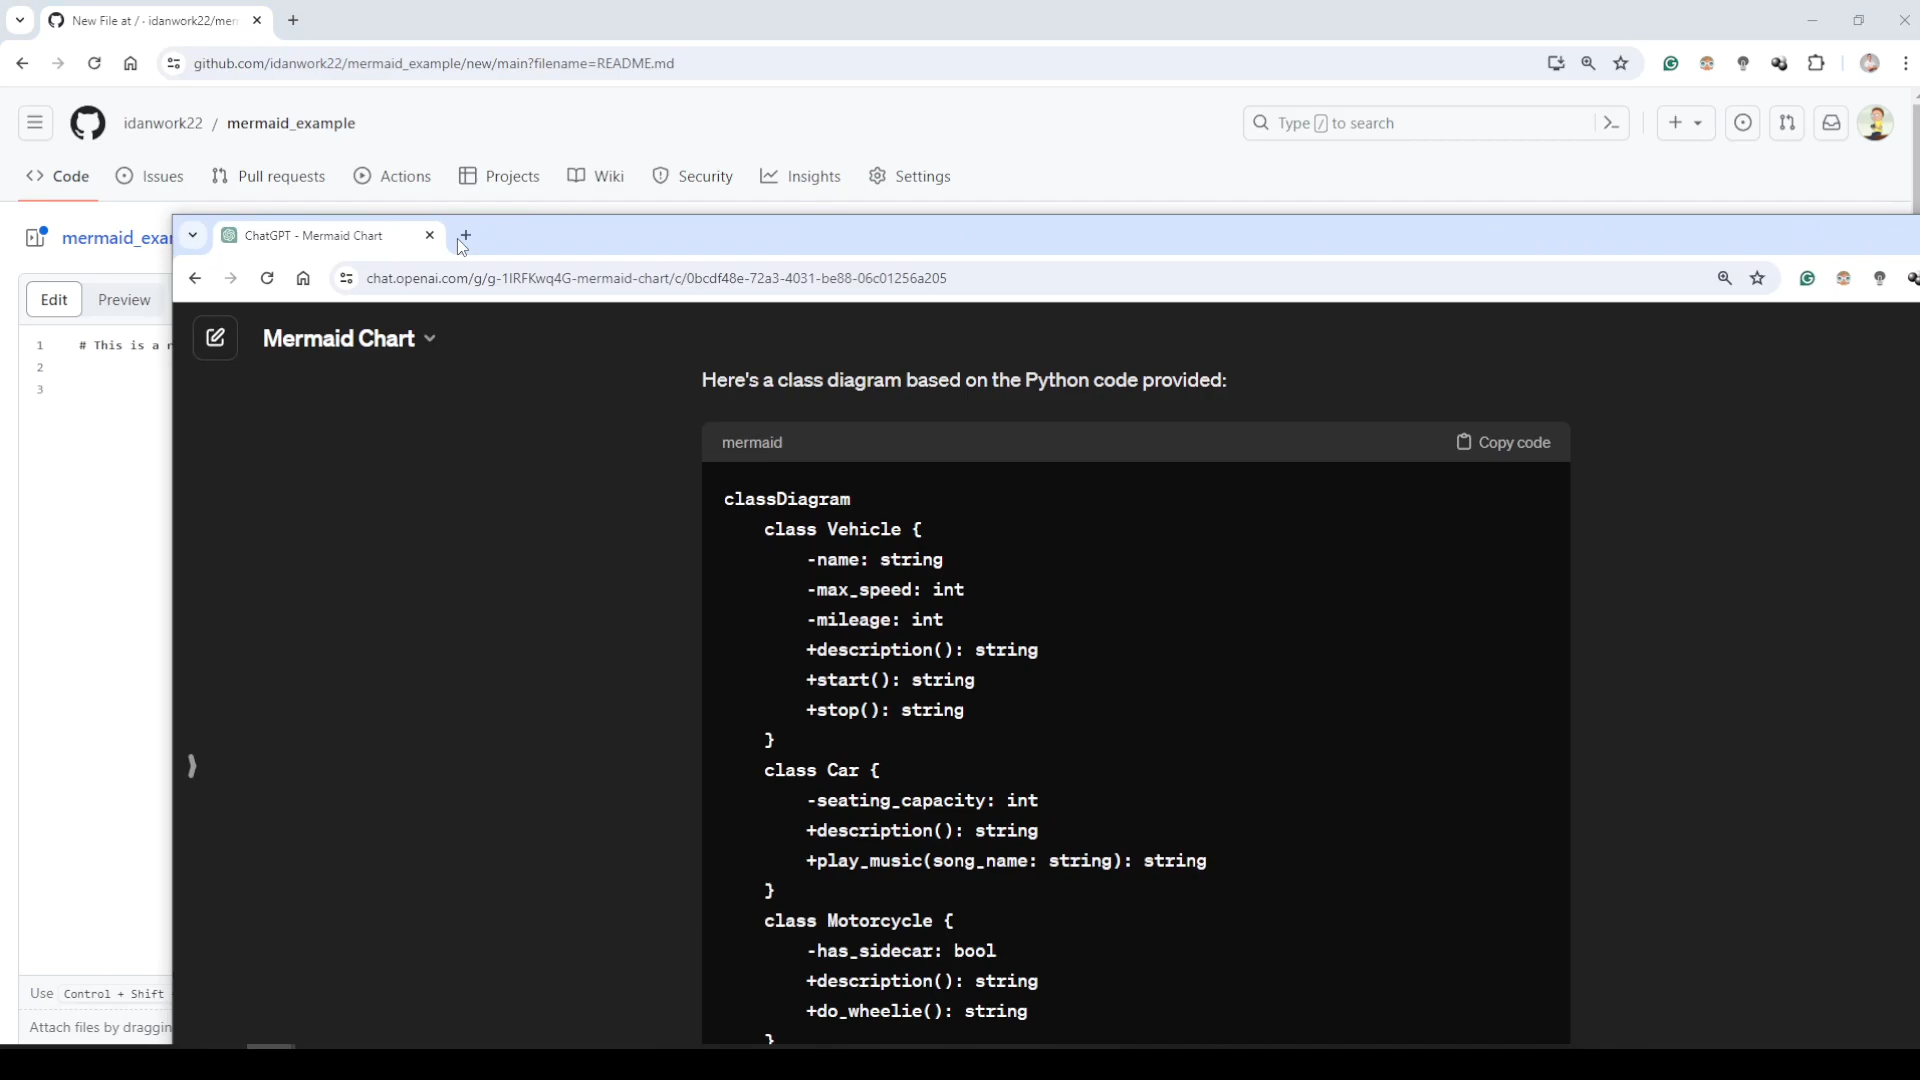 New File at / · idanwork22/mer
github.com/idanwork22/mermaid_example/new/main?filename=README.md
idanwork22 / mermaid_example
Type / to search
Code Issues Pull requests Actions Projects Wiki Security Insights Settings
mermaid_exa
ChatGPT - Mermaid Chart
chat.openai.com/g/g-1IRFKwq4G-mermaid-chart/c/0bcdf48e-72a3-4031-be88-06c01256a205
Edit Preview
1 # This is a
2
3
Mermaid Chart
Here's a class diagram based on the Python code provided:
mermaid Copy code
classDiagram
class Vehicle {
-name: string
-max_speed: int
-mileage: int
+description(): string
+start(): string
+stop(): string
}
class Car {
-seating_capacity: int
+description(): string
+play_music(song_name: string): string
}
class Motorcycle {
-has_sidecar: bool
+description(): string
+do_wheelie(): string
}
Use Control + Shift
Attach files by draggin